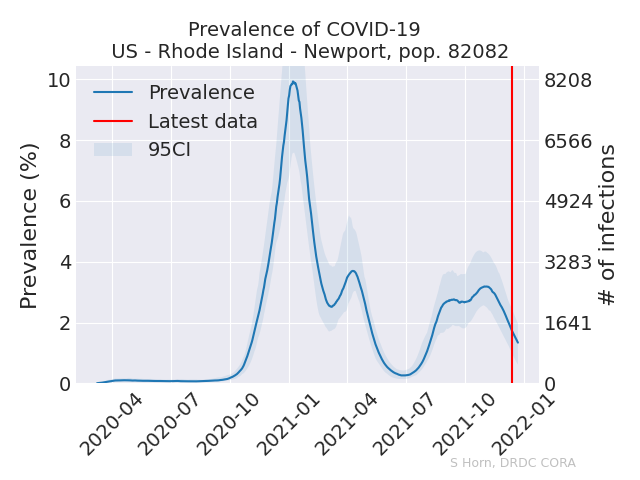 Prevalence of COVID-19
US - Rhode Island - Newport, pop. 82082
Prevalence
Latest data
95CI
Prevalence (%)
10
8
6
4
2
0
8208
6566
4924
3283
1641
0
# of infections
2020-04
2020-07
2020-10
2021-01
2021-04
2021-07
2021-10
2022-01
S Horn, DRDC CORA